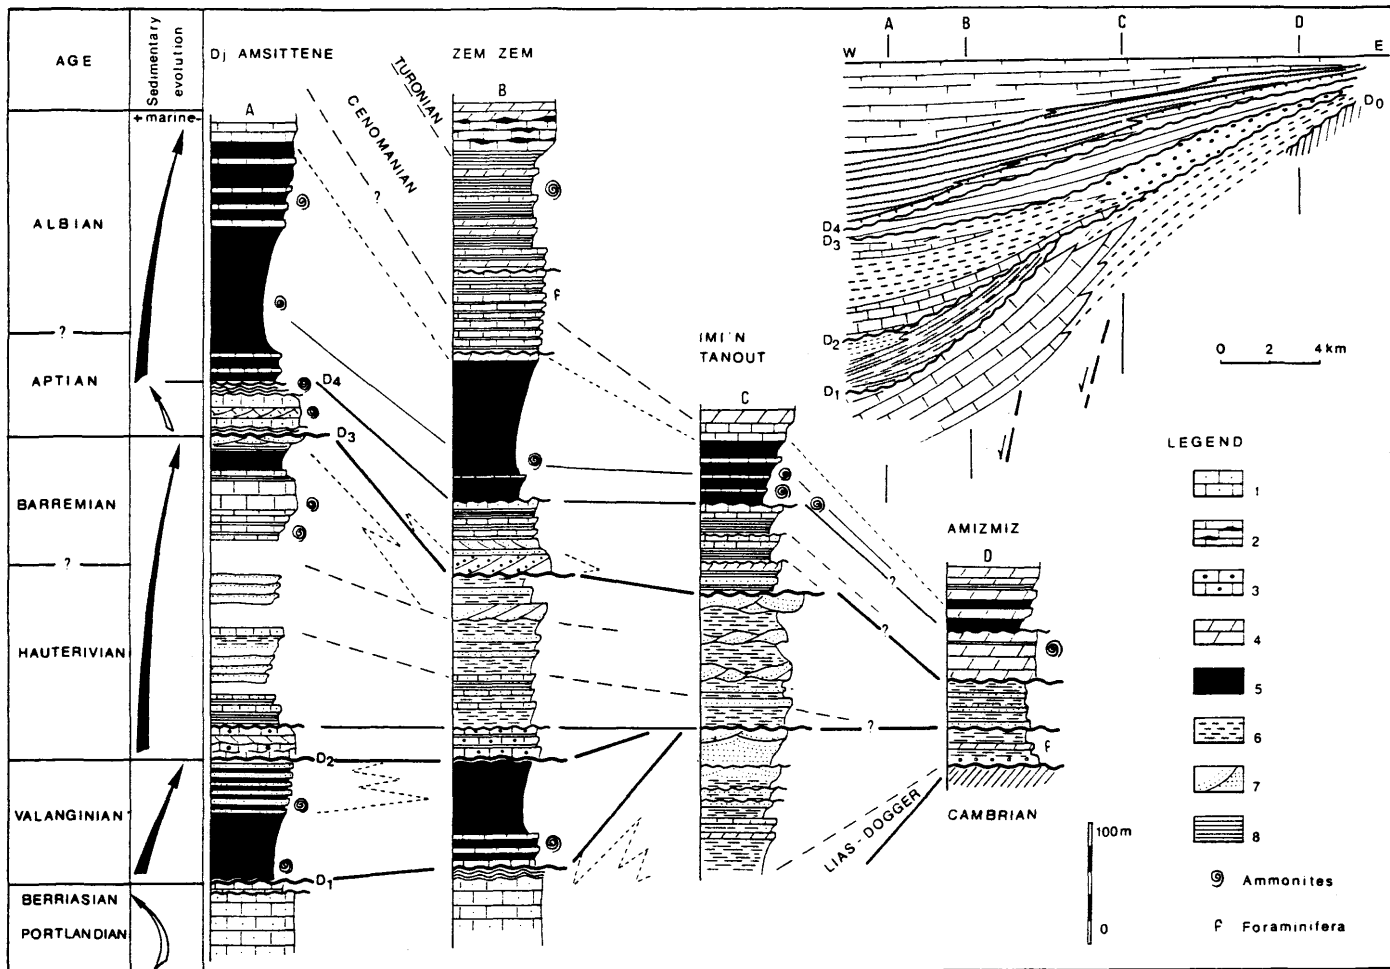 AGE
Sedimentary evolution
+ marine -
ALBIAN
?
APTIAN
BARREMIAN
?
HAUTERIVIAN
VALANGINIAN
BERRIASIAN
PORTLANDIAN
Dj AMSITTENE
A
D4
D3
D2
D1
TURONIAN
CENOMANIAN
?
ZEM ZEM
B
F
IMI'N
TANOUT
C
?
?
?
LIAS-DOGGER
AMIZMIZ
D
F
CAMBRIAN
A
B
C
D
W
E
D0
D4
D3
D2
D1
0 2 4 km
LEGEND
1
2
3
4
5
6
7
8
Ammonites
F Foraminifera
100m
0